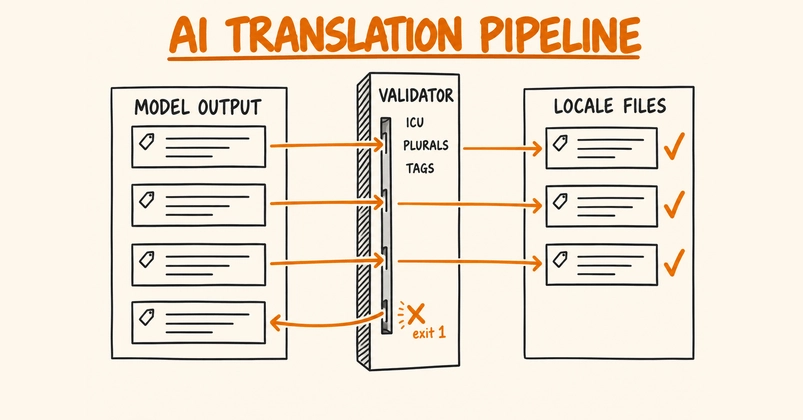 AI TRANSLATION PIPELINE
MODEL OUTPUT
VALIDATOR
ICU
PLURALS
TAGS
exit 1
LOCALE FILES